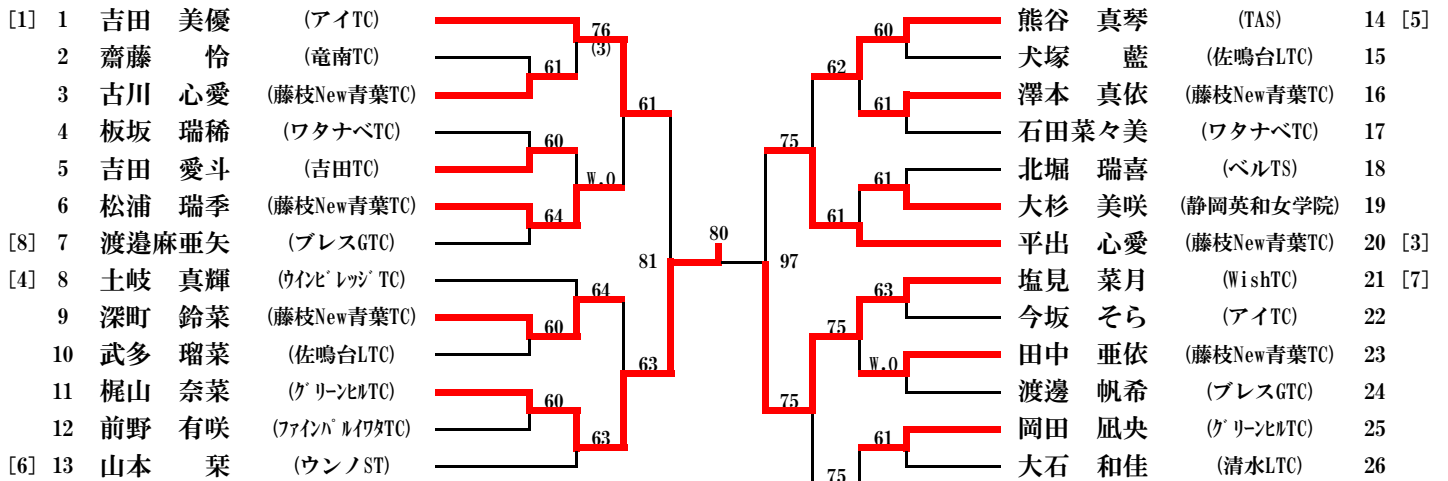 [1] 1 吉田 美優 (アイTC)
2 齋藤 怜 (竜南TC)
3 古川 心愛 (藤枝New青葉TC)
4 板坂 瑞稀 (ワタナベTC)
5 吉田 愛斗 (吉田TC)
6 松浦 瑞季 (藤枝New青葉TC)
[8] 7 渡邉麻亜矢 (ブレスGTC)
[4] 8 土岐 真輝 (ウインビレッジTC)
9 深町 鈴菜 (藤枝New青葉TC)
10 武多 瑠菜 (佐鳴台LTC)
11 梶山 奈菜 (グリーンヒルTC)
12 前野 有咲 (ファインパルイワタTC)
[6] 13 山本 栞 (ウンノST)
76
(3)
61
61
60
W.O
64
81
64
60
63
60
63
80
97
60
62
61
75
61
61
63
75
W.O
75
61
75
熊谷 真琴 (TAS) 14 [5]
犬塚 藍 (佐鳴台LTC) 15
澤本 真依 (藤枝New青葉TC) 16
石田菜々美 (ワタナベTC) 17
北堀 瑞喜 (ベルTS) 18
大杉 美咲 (静岡英和女学院) 19
平出 心愛 (藤枝New青葉TC) 20 [3]
塩見 菜月 (WishTC) 21 [7]
今坂 そら (アイTC) 22
田中 亜依 (藤枝New青葉TC) 23
渡邊 帆希 (ブレスGTC) 24
岡田 凪央 (グリーンヒルTC) 25
大石 和佳 (清水LTC) 26